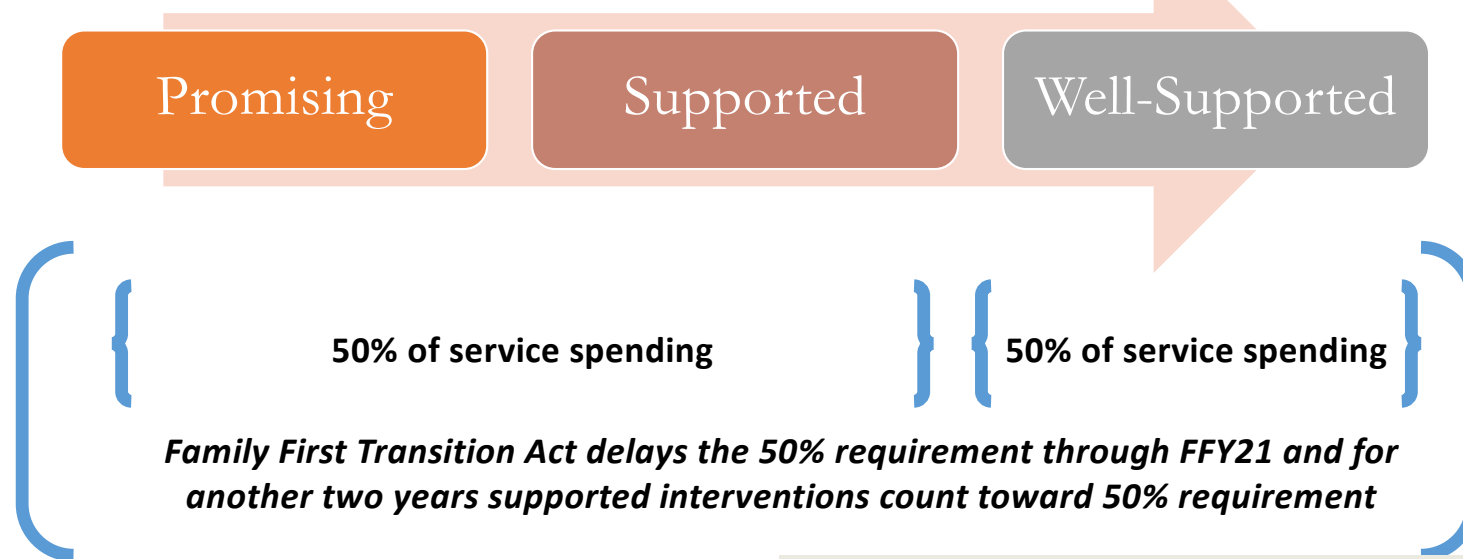 Promising
Supported
Well-Supported
50% of service spending
50% of service spending
Family First Transition Act delays the 50% requirement through FFY21 and for
another two years supported interventions count toward 50% requirement